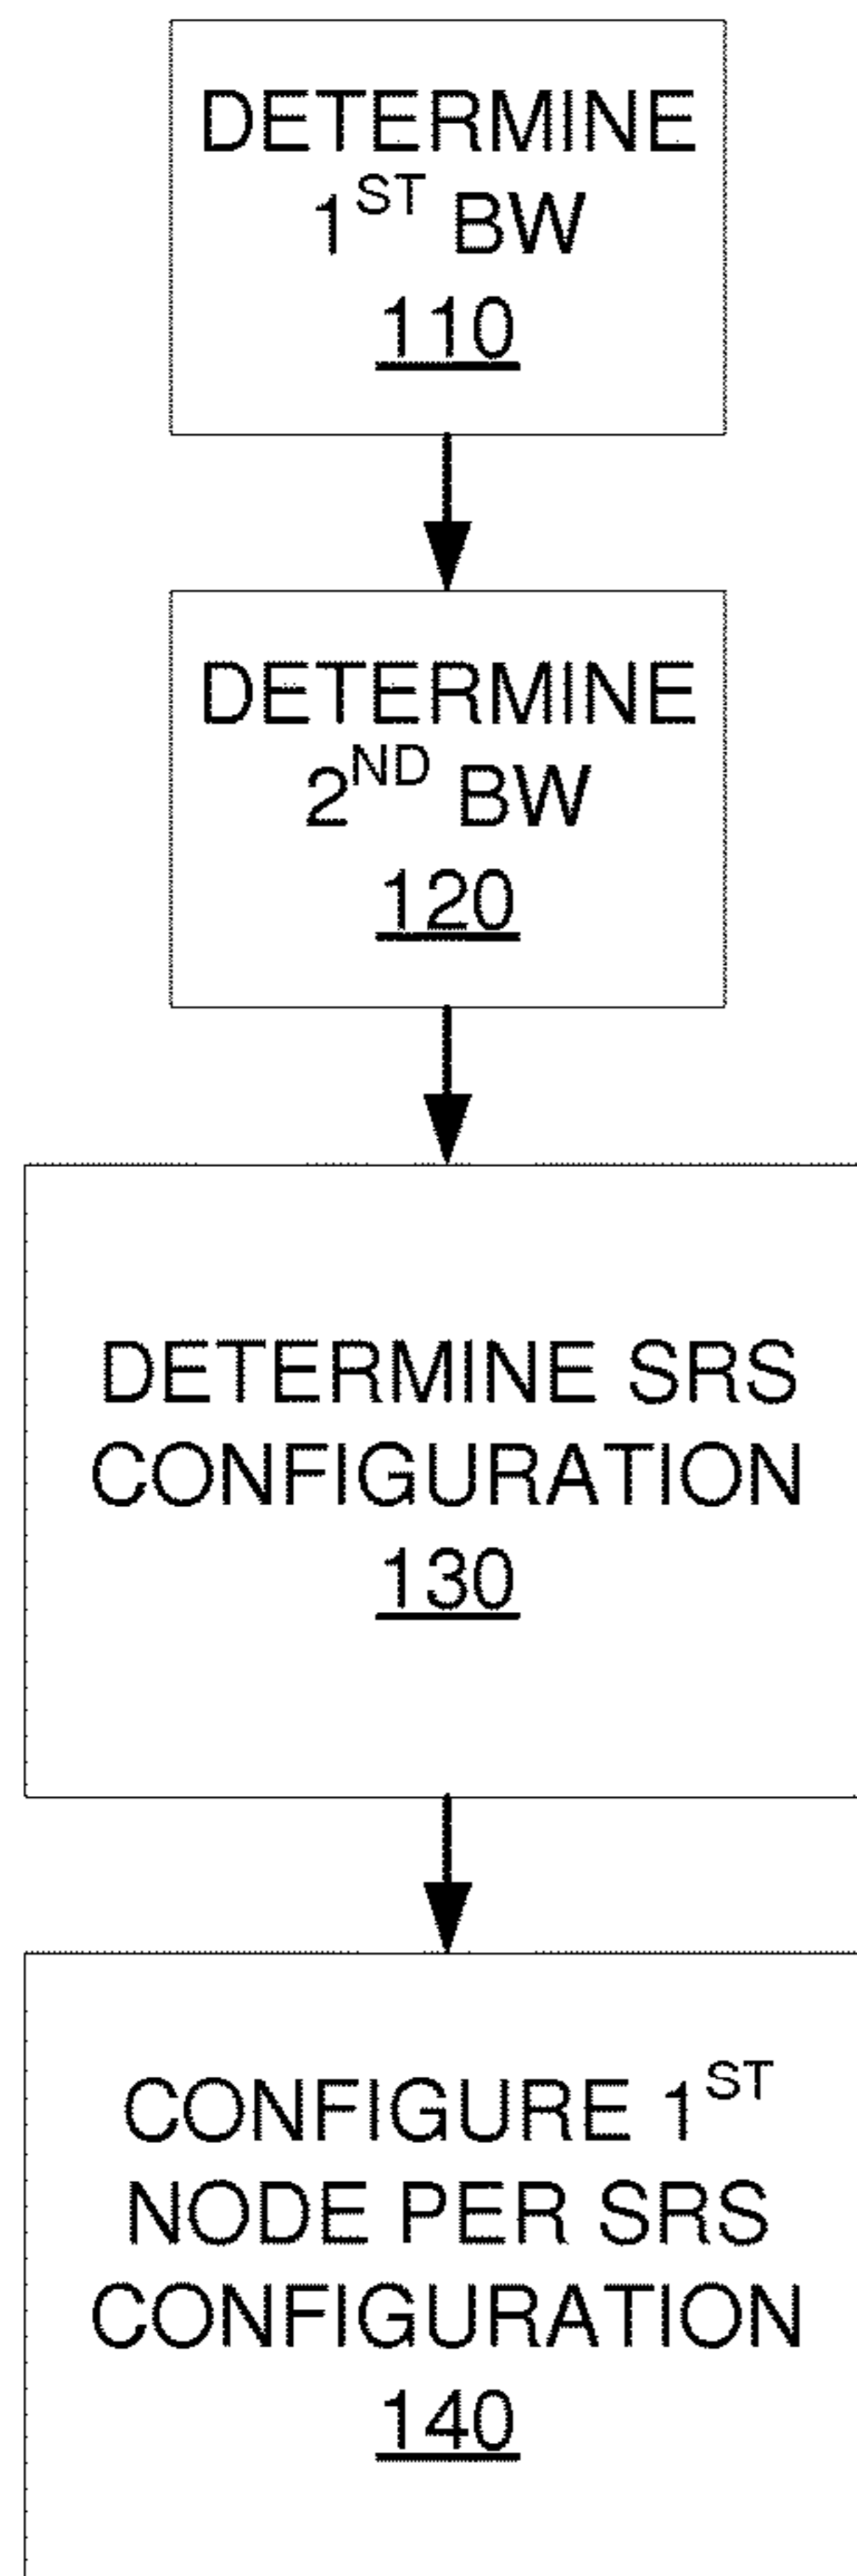 DETERMINE
1ST BW
110
DETERMINE
2ND BW
120
DETERMINE SRS
CONFIGURATION
130
CONFIGURE 1ST
NODE PER SRS
CONFIGURATION
140